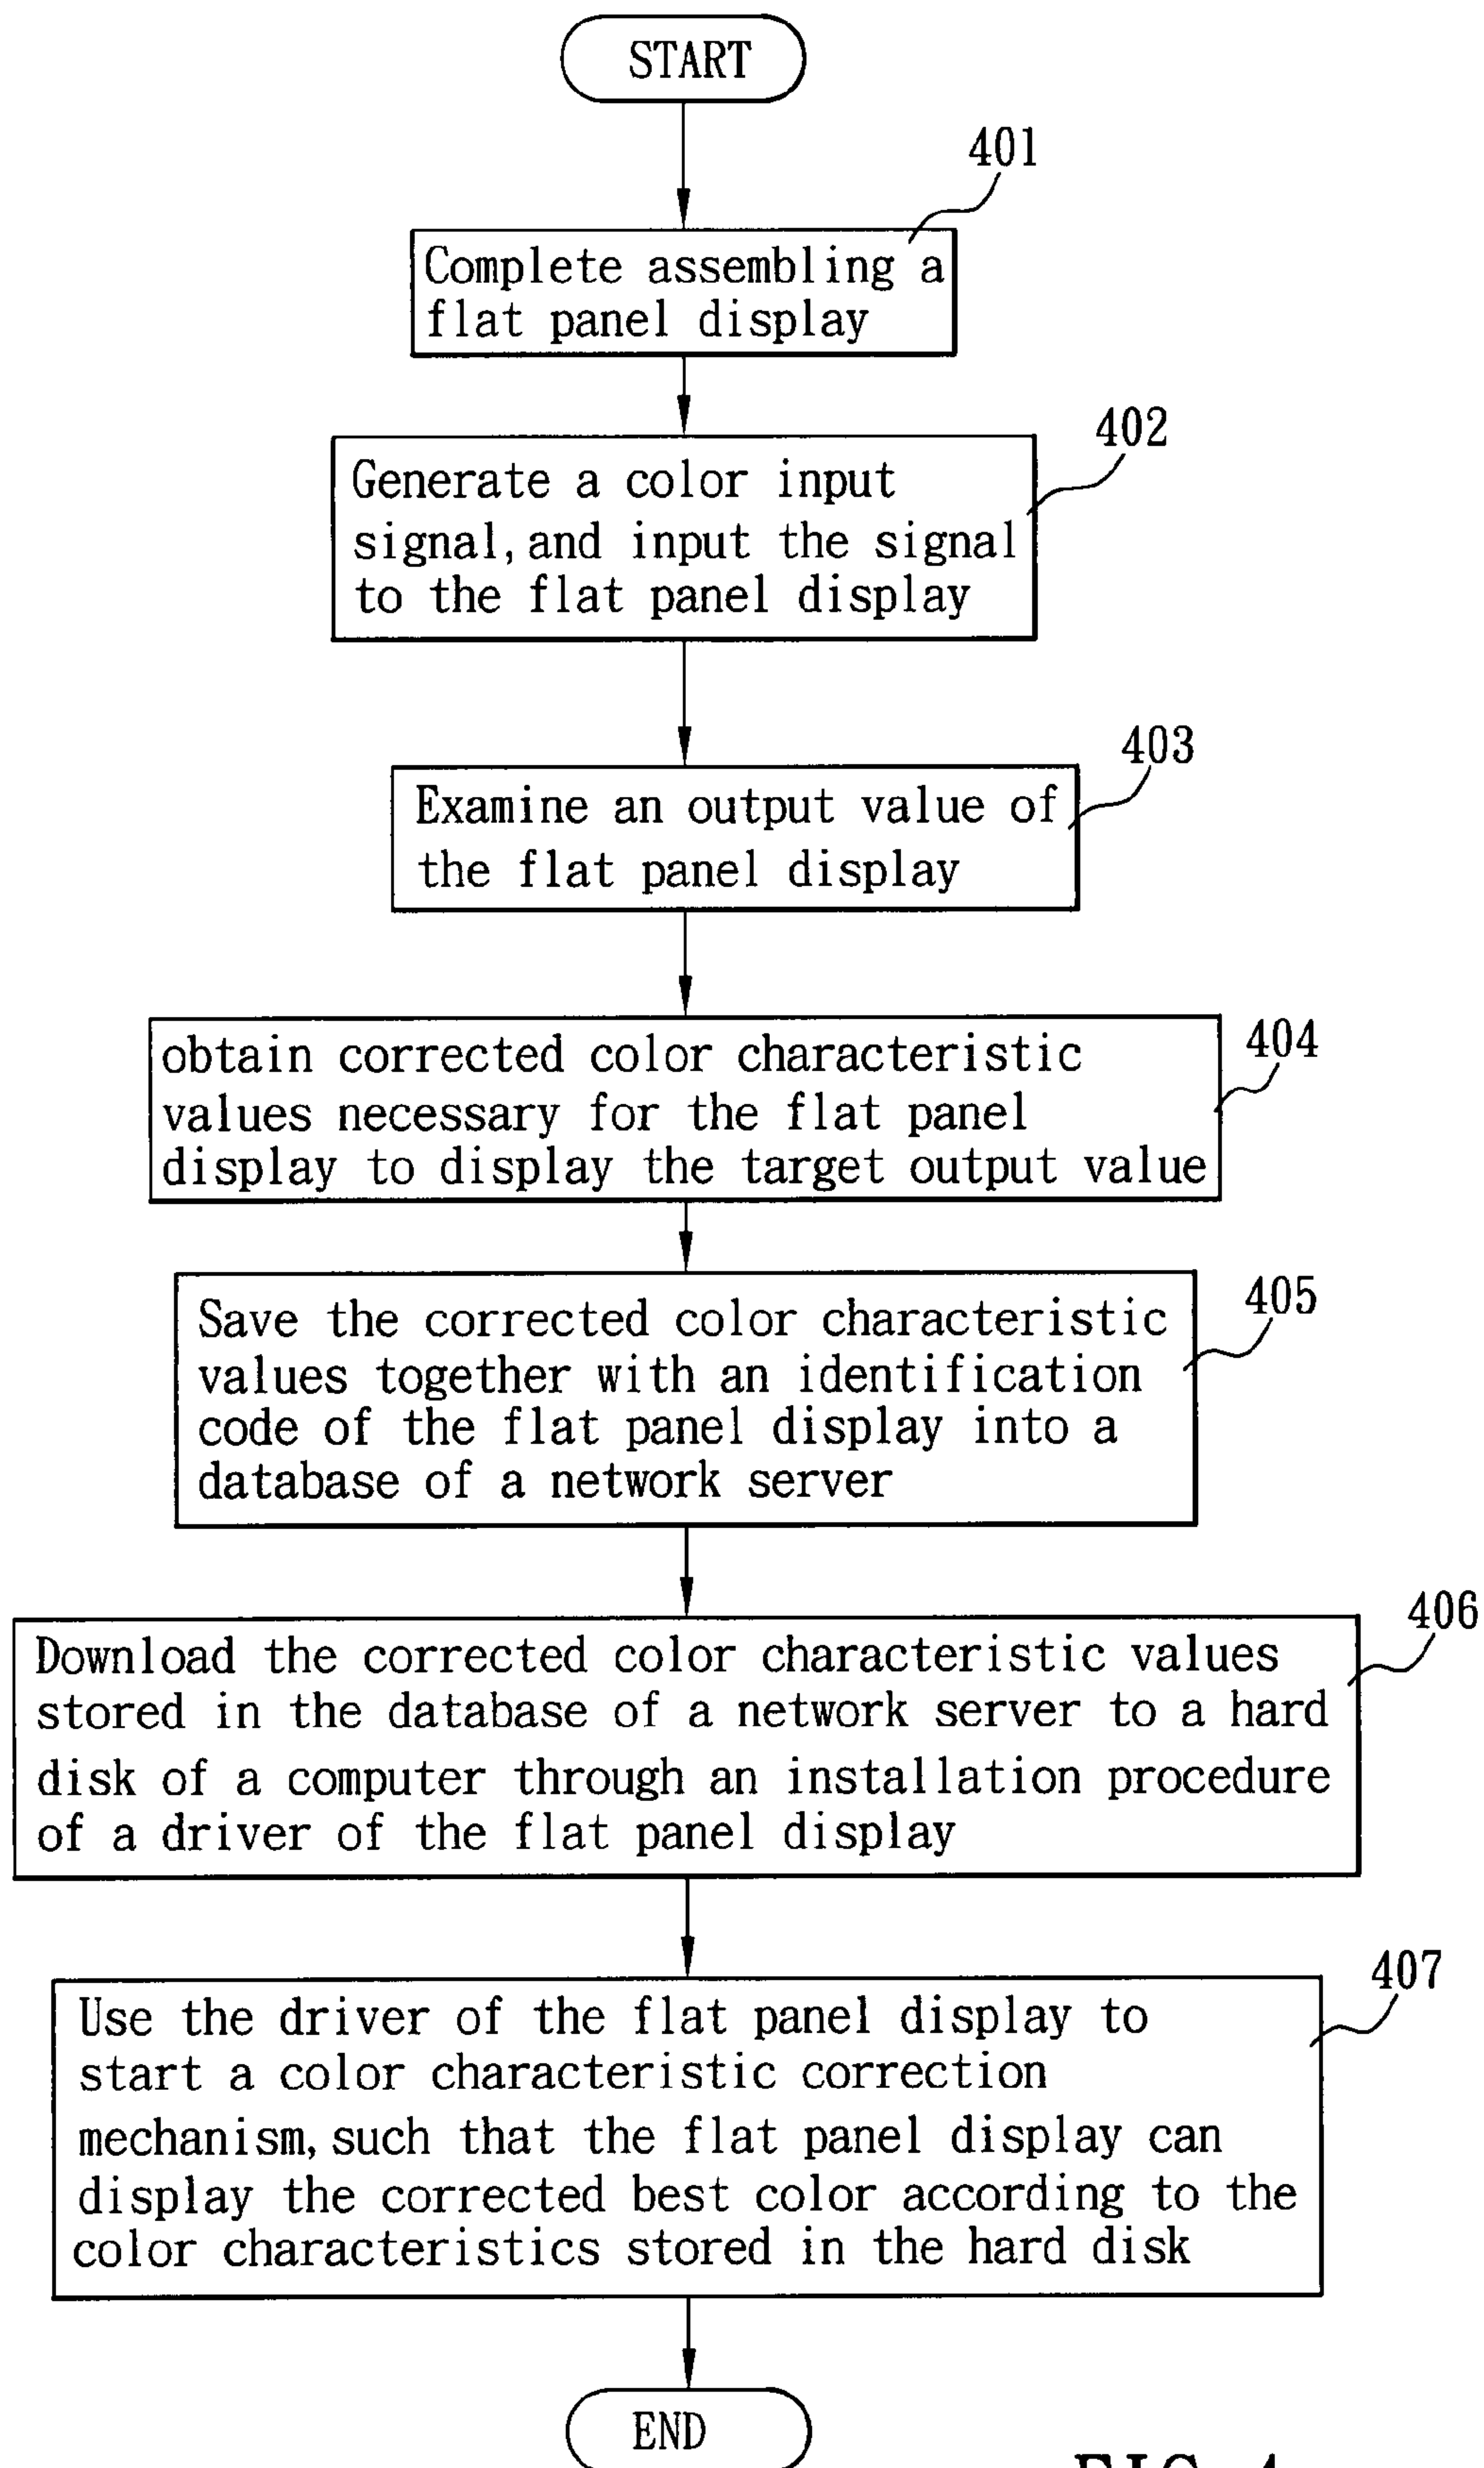 START
401
Complete assembling a
flat panel display
402
Generate a color input
signal, and input the signal
to the flat panel display
403
Examine an output value of
the flat panel display
404
obtain corrected color characteristic
values necessary for the flat panel
display to display the target output value
405
Save the corrected color characteristic
values together with an identification
code of the flat panel display into a
database of a network server
406
Download the corrected color characteristic values
stored in the database of a network server to a hard
disk of a computer through an installation procedure
of a driver of the flat panel display
407
Use the driver of the flat panel display to
start a color characteristic correction
mechanism, such that the flat panel display can
display the corrected best color according to the
color characteristics stored in the hard disk
END